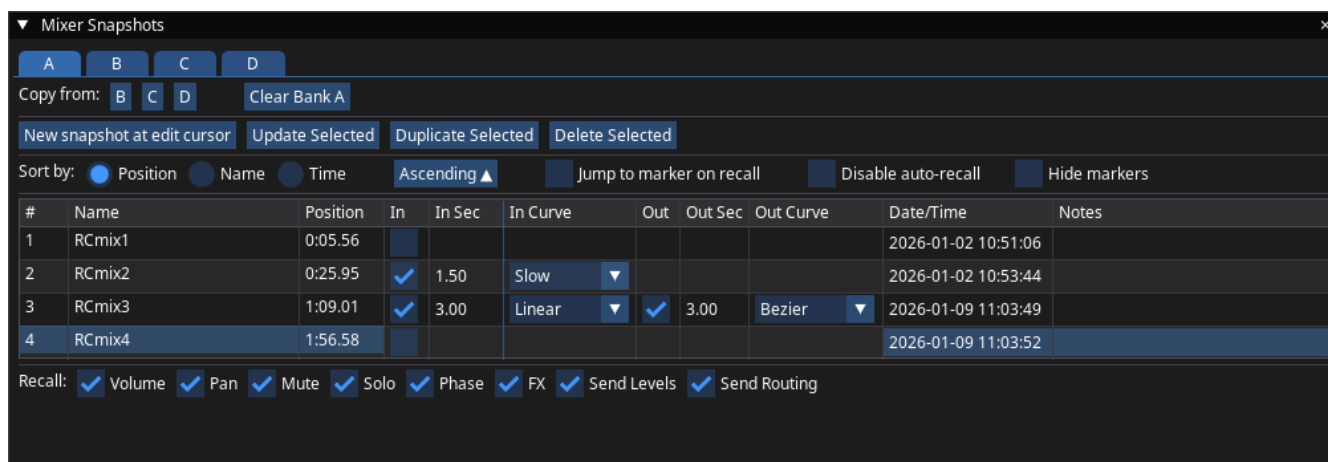 ▼ Mixer Snapshots ×
A B C D
Copy from: B C D Clear Bank A
New snapshot at edit cursor Update Selected Duplicate Selected Delete Selected
Sort by: Position Name Time Ascending ▲ Jump to marker on recall Disable auto-recall Hide markers
# Name Position In In Sec In Curve Out Out Sec Out Curve Date/Time Notes
1 RCmix1 0:05.56 2026-01-02 10:51:06
2 RCmix2 0:25.95 1.50 Slow ▼ 2026-01-02 10:53:44
3 RCmix3 1:09.01 3.00 Linear ▼ 3.00 Bezier ▼ 2026-01-09 11:03:49
4 RCmix4 1:56.58 2026-01-09 11:03:52
Recall: Volume Pan Mute Solo Phase FX Send Levels Send Routing